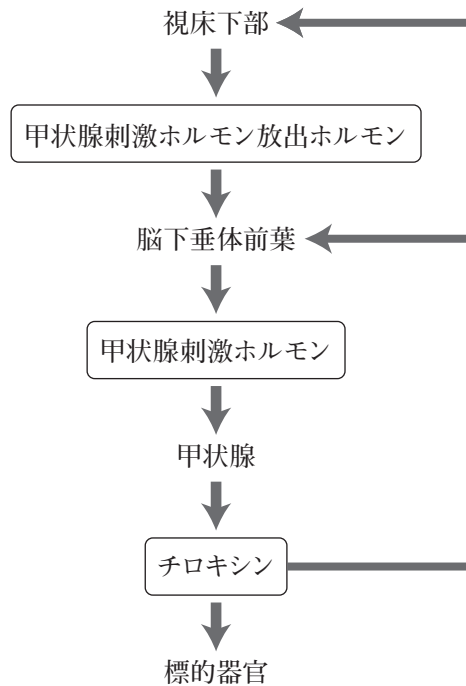 視床下部
甲状腺刺激ホルモン放出ホルモン
脳下垂体前葉
甲状腺刺激ホルモン
甲状腺
チロキシン
標的器官